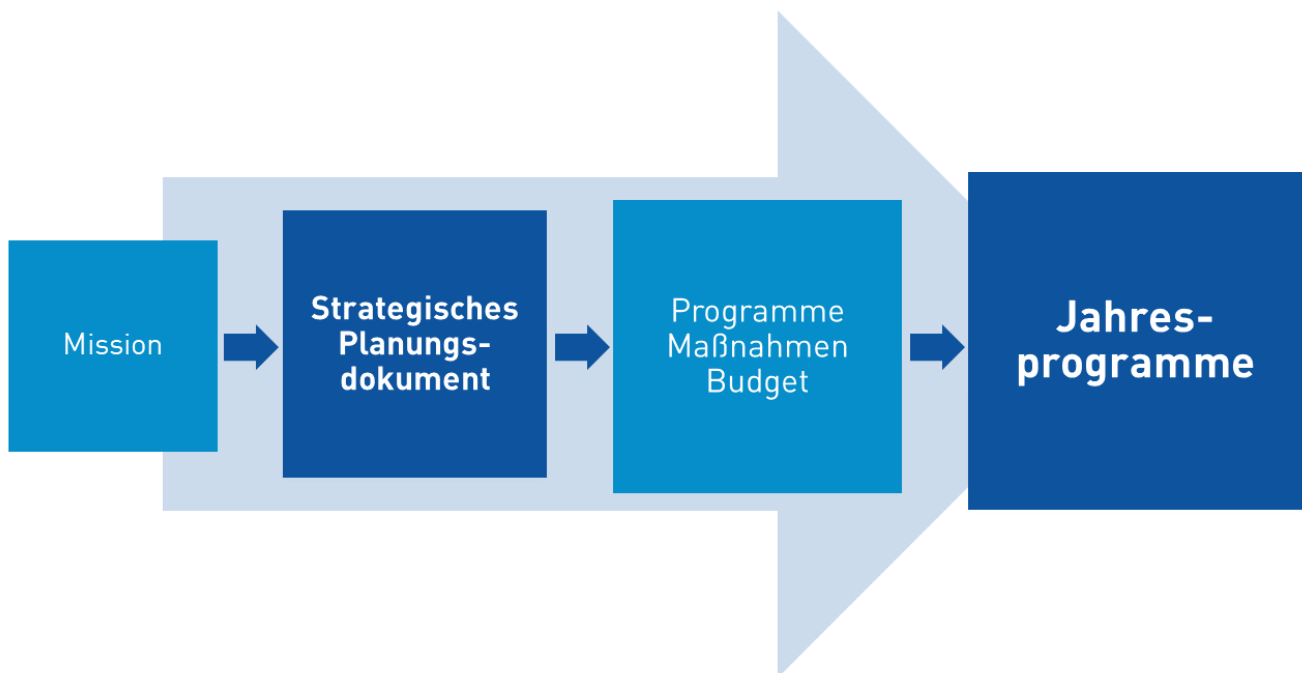 Mission
Strategisches
Planungs-
dokument
Programme
Maßnahmen
Budget
Jahres-
programme